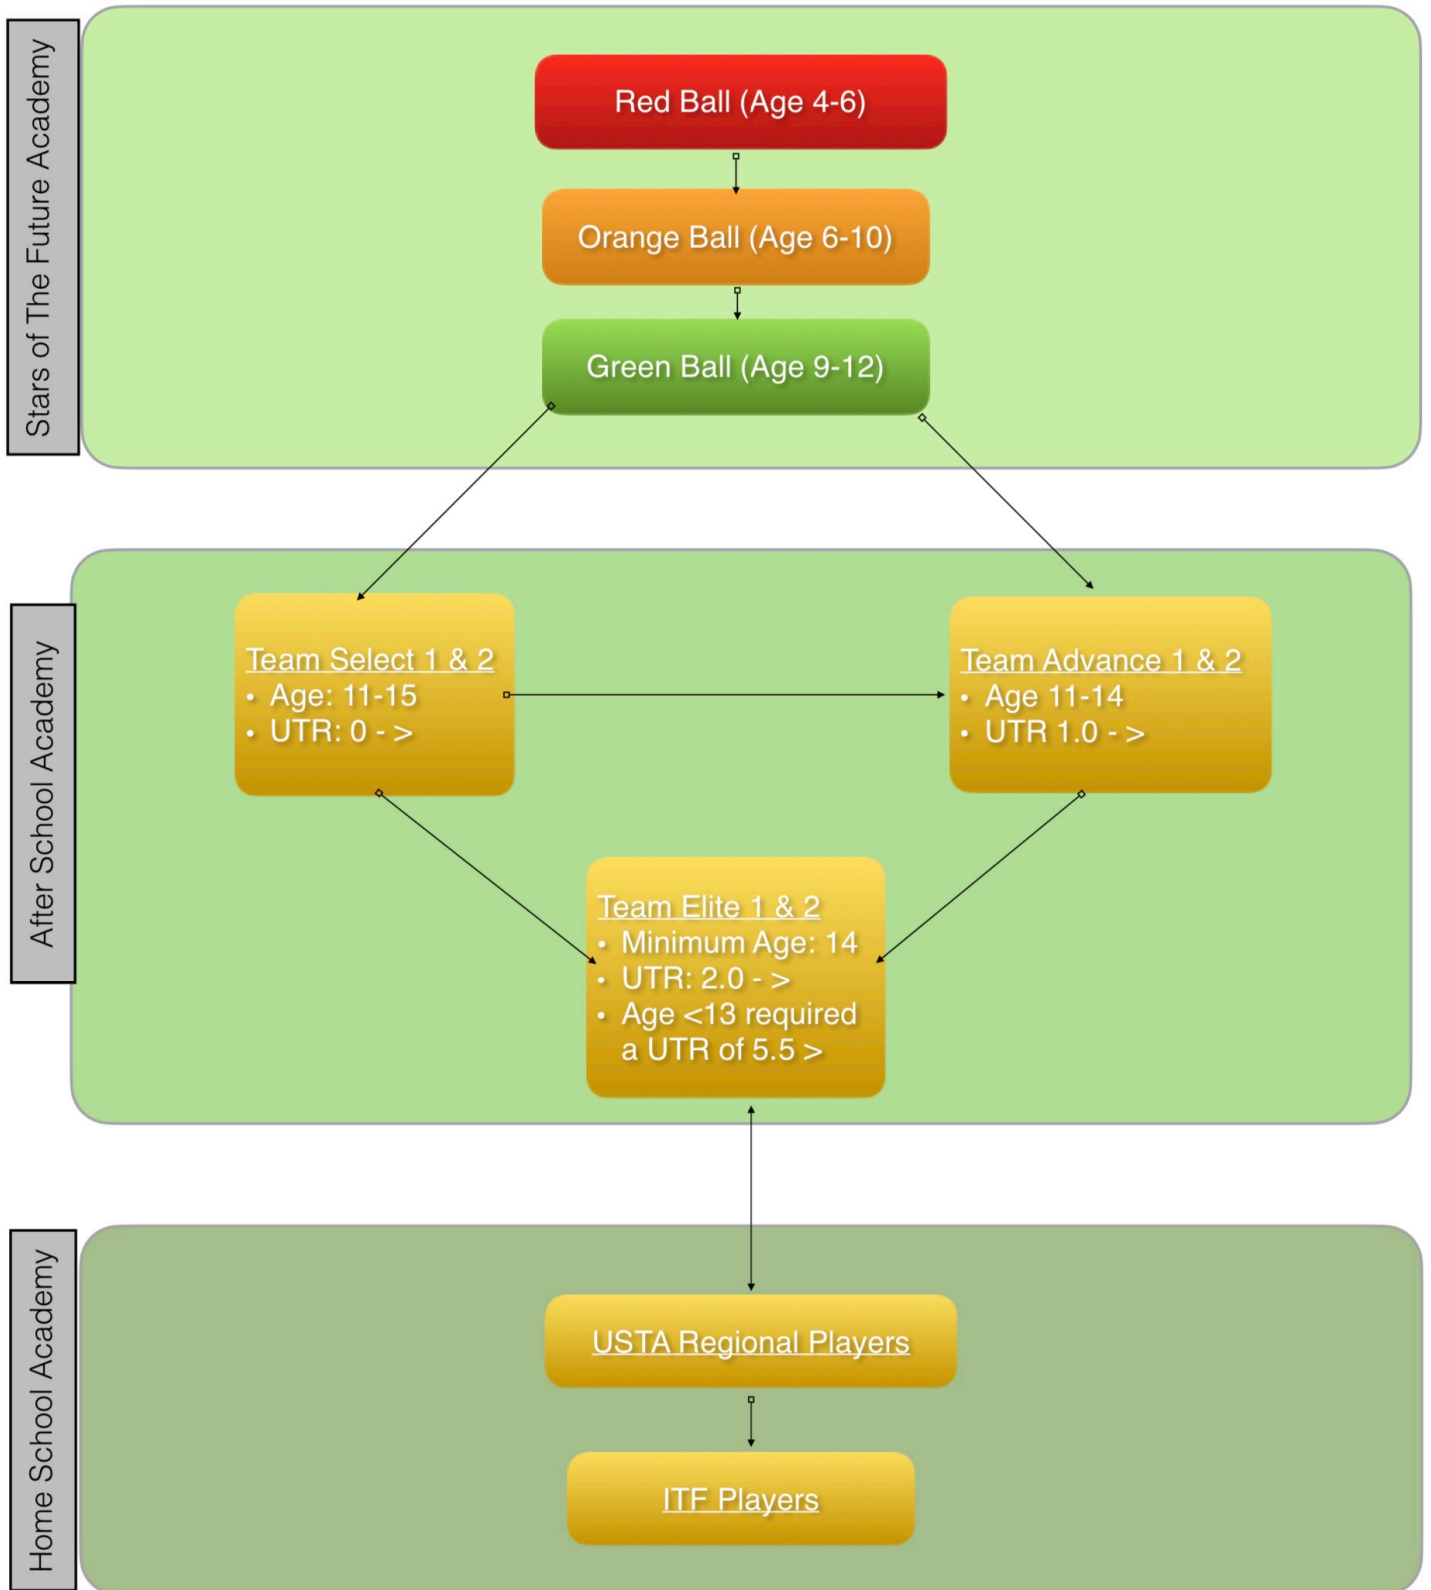 Stars of The Future Academy
Red Ball (Age 4-6)
Orange Ball (Age 6-10)
Green Ball (Age 9-12)
After School Academy
Team Select 1 & 2
• Age: 11-15
• UTR: 0 - >
Team Advance 1 & 2
• Age 11-14
• UTR 1.0 - >
Team Elite 1 & 2
• Minimum Age: 14
• UTR: 2.0 - >
• Age <13 required
a UTR of 5.5 >
Home School Academy
USTA Regional Players
ITF Players